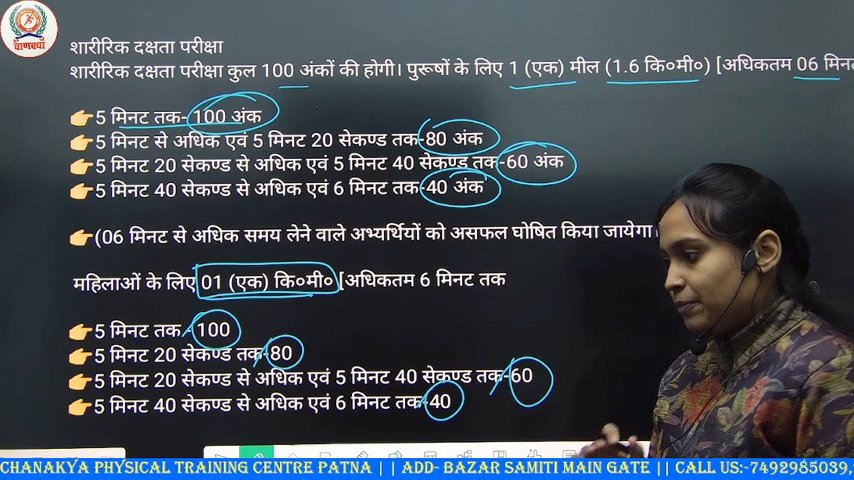 चाणक्या
शारीरिक दक्षता परीक्षा
शारीरिक दक्षता परीक्षा कुल 100 अंकों की होगी। पुरूषों के लिए 1 (एक) मील (1.6 कि०मी०) [अधिकतम 06 मिनट
👉5 मिनट तक- 100 अंक
👉5 मिनट से अधिक एवं 5 मिनट 20 सेकण्ड तक-80 अंक
👉5 मिनट 20 सेकण्ड से अधिक एवं 5 मिनट 40 सेकण्ड तक-60 अंक
👉5 मिनट 40 सेकण्ड से अधिक एवं 6 मिनट तक-40 अंक
👉(06 मिनट से अधिक समय लेने वाले अभ्यर्थियों को असफल घोषित किया जायेगा
महिलाओं के लिए 01 (एक) कि०मी० [अधिकतम 6 मिनट तक
👉5 मिनट तक -100
👉5 मिनट 20 सेकण्ड तक-80
👉5 मिनट 20 सेकण्ड से अधिक एवं 5 मिनट 40 सेकण्ड तक-60
👉5 मिनट 40 सेकण्ड से अधिक एवं 6 मिनट तक-40
CHANAKYA PHYSICAL TRAINING CENTRE PATNA || ADD- BAZAR SAMITI MAIN GATE || CALL US:-7492985039,